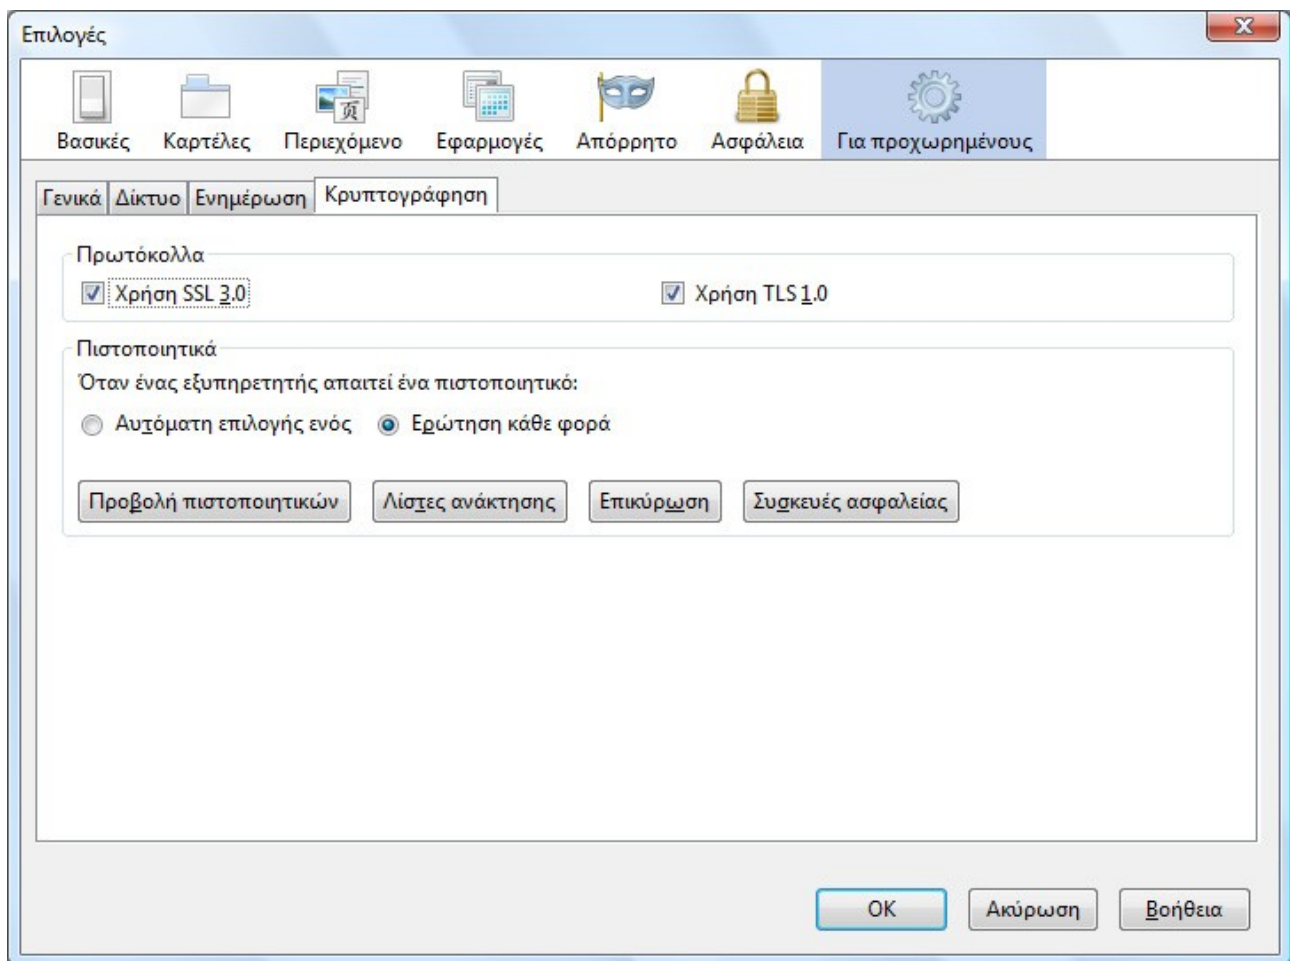 Επιλογές
Βασικές Καρτέλες Περιεχόμενο Εφαρμογές Απόρρητο Ασφάλεια Για προχωρημένους
Γενικά Δίκτυο Ενημέρωση Κρυπτογράφηση
Πρωτόκολλα
Χρήση SSL 3.0 Χρήση TLS 1.0
Πιστοποιητικά
Όταν ένας εξυπηρετητής απαιτεί ένα πιστοποιητικό:
Αυτόματη επιλογής ενός Ερώτηση κάθε φορά
Προβολή πιστοποιητικών Λίστες ανάκτησης Επικύρωση Συσκευές ασφαλείας
OK Ακύρωση Βοήθεια